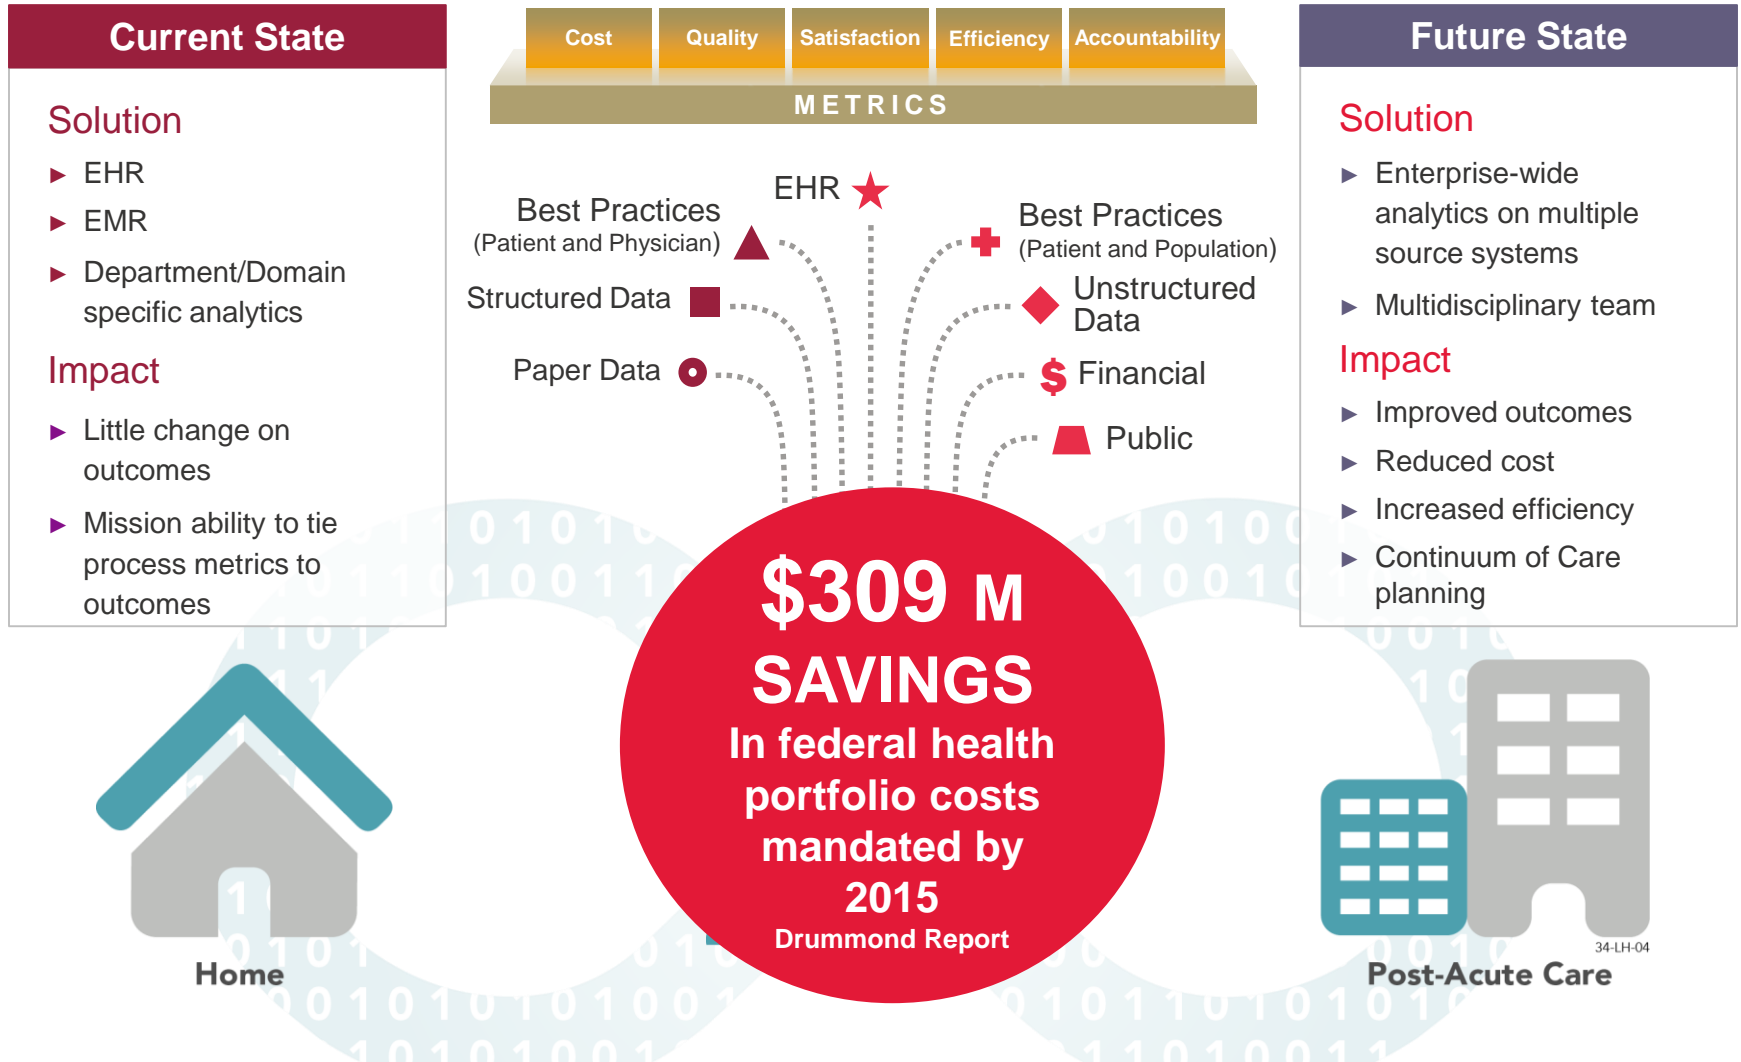 Current State
Solution
► EHR
► EMR
► Department/Domain
specific analytics
Impact
► Little change on
outcomes
► Mission ability to tie
process metrics to
outcomes
Cost
Quality
Satisfaction
Efficiency
Accountability
METRICS
EHR
Best Practices
(Patient and Physician)
Structured Data
Paper Data
Best Practices
(Patient and Population)
Unstructured
Data
$ Financial
Public
$309 M
SAVINGS
In federal health
portfolio costs
mandated by
2015
Drummond Report
Future State
Solution
► Enterprise-wide
analytics on multiple
source systems
► Multidisciplinary team
Impact
► Improved outcomes
► Reduced cost
► Increased efficiency
► Continuum of Care
planning
Home
34-LH-04
Post-Acute Care